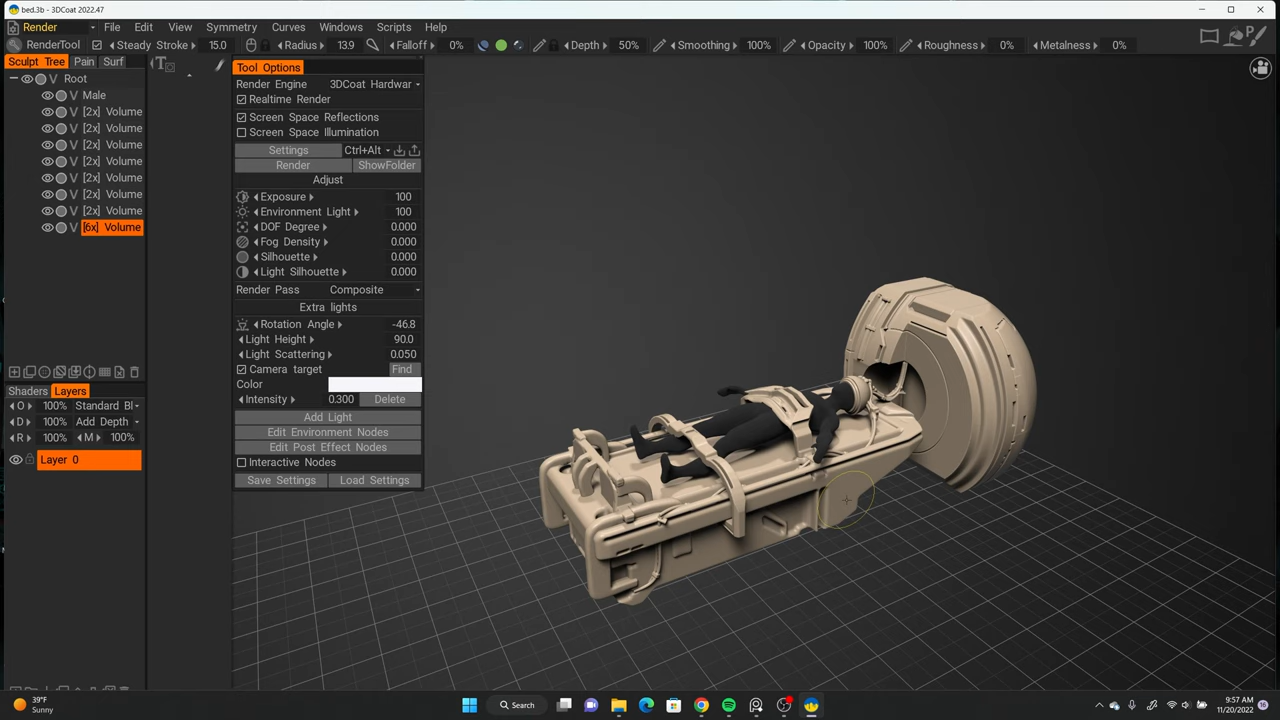 bed.3b - 3DCoat 2022.47
Render File Edit View Symmetry Curves Windows Scripts Help
RenderTool Steady Stroke 15.0 Radius 13.9 Falloff 0% Depth 50% Smoothing 100% Opacity 100% Roughness 0% Metalness 0%
Sculpt Tree Pain Surf
Root
Male
[2x] Volume
[2x] Volume
[2x] Volume
[2x] Volume
[2x] Volume
[2x] Volume
[2x] Volume
[6x] Volume
Shaders Layers
O 100% Standard Bl
D 100% Add Depth
R 100% M 100%
Layer 0
Tool Options
Render Engine 3DCoat Hardwar
Realtime Render
Screen Space Reflections
Screen Space Illumination
Settings Ctrl+Alt
Render ShowFolder
Adjust
Exposure 100
Environment Light 100
DOF Degree 0.000
Fog Density 0.000
Silhouette 0.000
Light Silhouette 0.000
Render Pass Composite
Extra lights
Rotation Angle -46.8
Light Height 90.0
Light Scattering 0.050
Camera target Find
Color
Intensity 0.300 Delete
Add Light
Edit Environment Nodes
Edit Post Effect Nodes
Interactive Nodes
Save Settings Load Settings
39°F
Sunny
Search
9:57 AM
11/20/2022